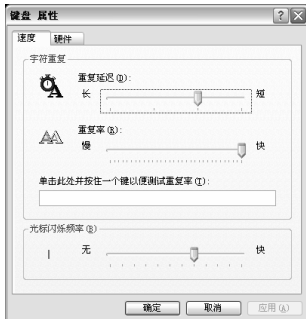 键盘 属性
速度 硬件
字符重复
重复延迟(D):
长 短
重复率(R):
慢 快
单击此处并按住一个键以便测试重复率(T):
光标闪烁频率(B)
无 快
确定 取消 应用(A)